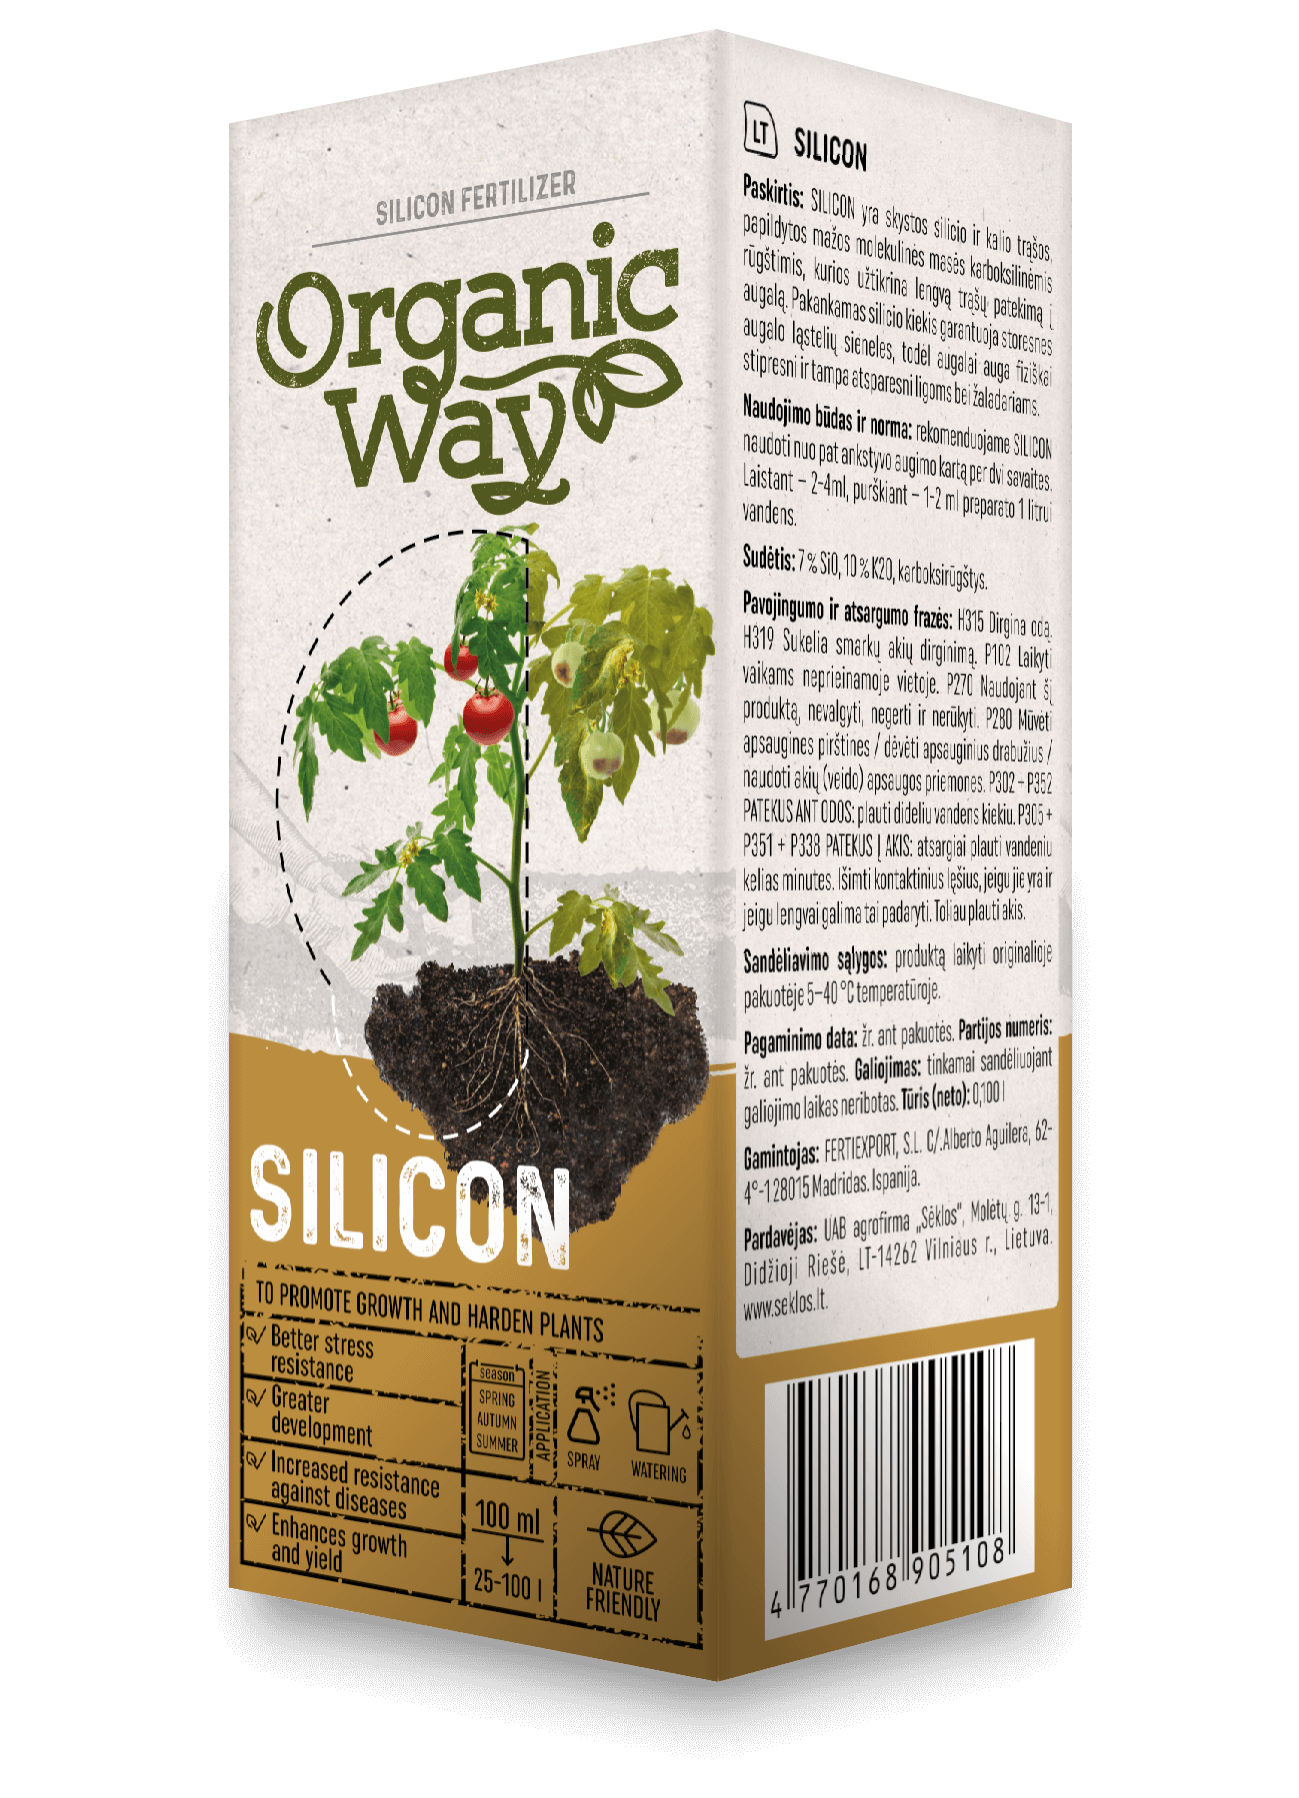 SILICON FERTILIZER
Organic
Way
SILICON
TO PROMOTE GROWTH AND HARDEN PLANTS
Better stress
resistance
Greater
development
Increased resistance
against diseases
Enhances growth
and yield
season
SPRING
AUTUMN
SUMMER
APPLICATION
SPRAY
WATERING
100 ml
25-100 l
NATURE
FRIENDLY
LT SILICON
Paskirtis: SILICON yra skystos silicio ir kalio trąšos,
papildytos mažos molekulinės masės karboksilinėmis
rūgštimis, kurios užtikrina lengvą trąšų patekimą į
augalą. Pakankamas silicio kiekis garantuoja storesnes
augalo ląstelių sieneles, todėl augalai auga fiziškai
stipresni ir tampa atsparesni ligoms bei žaladariams.
Naudojimo būdas ir norma: rekomenduojame SILICON
naudoti nuo pat ankstyvo augimo kartą per dvi savaites.
Laistant – 2-4ml, purškiant – 1-2 ml preparato 1 litrui
vandens.
Sudėtis: 7 % SiO, 10 % K2O, karboksirūgštys.
Pavojingumo ir atsargumo frazės: H315 Dirgina odą.
H319 Sukelia smarkų akių dirginimą. P102 Laikyti
vaikams neprieinamoje vietoje. P270 Naudojant šį
produktą, nevalgyti, negerti ir nerūkyti. P280 Mūvėti
apsaugines pirštines / dėvėti apsauginius drabužius /
naudoti akių (veido) apsaugos priemones. P302 – P352
PATEKUS ANT ODOS: plauti dideliu vandens kiekiu. P305 +
P351 + P338 PATEKUS Į AKIS: atsargiai plauti vandeniu
kelias minutes. Išimti kontaktinius lęšius, jeigu jie yra ir
jeigu lengvai galima tai padaryti. Toliau plauti akis.
Sandėliavimo sąlygos: produktą laikyti originalioje
pakuotėje 5–40 °C temperatūroje.
Pagaminimo data: žr. ant pakuotės. Partijos numeris:
žr. ant pakuotės. Galiojimas: tinkamai sandėliuojant
galiojimo laikas neribotas. Tūris (neto): 0,100 l
Gamintojas: FERTIEXPORT, S.L. C/.Alberto Aguilera, 62-
4°-1 28015 Madridas. Ispanija.
Pardavėjas: UAB agrofirma „Sėklos“, Molėtų g. 13-1,
Didžioji Riešė, LT-14262 Vilniaus r., Lietuva.
www.seklos.lt.
4 770168 905108